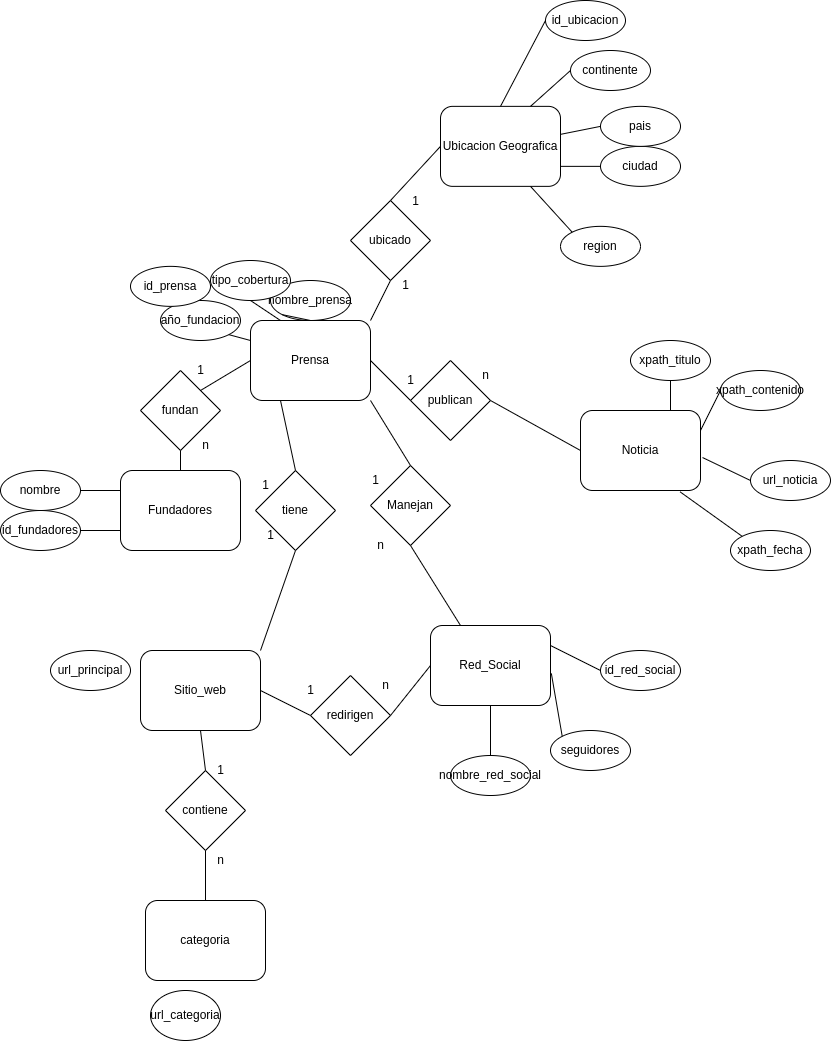 id_ubicacion
continente
Ubicacion Geografica
pais
ciudad
region
1
ubicado
1
id_prensa
tipo_cobertura
nombre_prensa
año_fundacion
Prensa
1
fundan
n
1
publican
n
xpath_titulo
xpath_contenido
Noticia
url_noticia
xpath_fecha
nombre
id_fundadores
Fundadores
1
tiene
1
1
Manejan
n
url_principal
Sitio_web
1
redirigen
n
Red_Social
id_red_social
seguidores
nombre_red_social
1
contiene
n
categoria
url_categoria